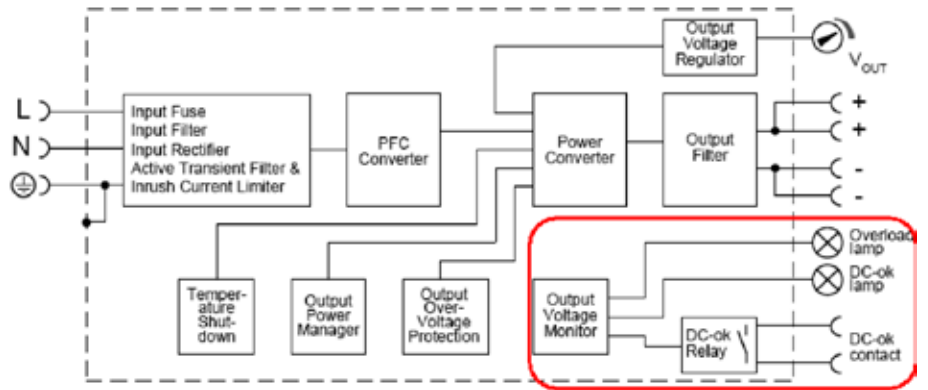 Output
Voltage
Regulator
V OUT
L
N
Input Fuse
Input Filter
Input Rectifier
Active Transient Filter &
Inrush Current Limiter
PFC
Converter
Power
Converter
Output
Filter
+
+
-
-
Temper-
ature
Shut-
down
Output
Power
Manager
Output
Over-
Voltage
Protection
Output
Voltage
Monitor
DC-ok
Relay
Overload
lamp
DC-ok
lamp
DC-ok
contact